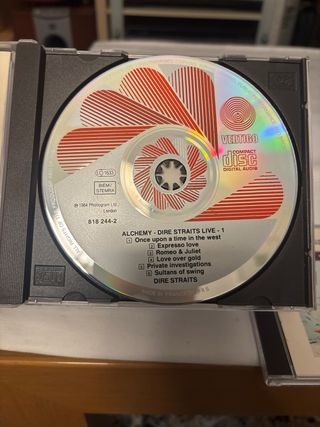 VERTIGO
COMPACT
disc
DIGITAL AUDIO
LC 1633
BIEM/
STEMRA
℗ 1984 Phonogram Ltd.
London
818 244-2
ALCHEMY - DIRE STRAITS LIVE - 1
1 Once upon a time in the west
2 Expresso love
3 Romeo & Juliet
4 Love over gold
5 Private investigations
6 Sultans of swing
DIRE STRAITS